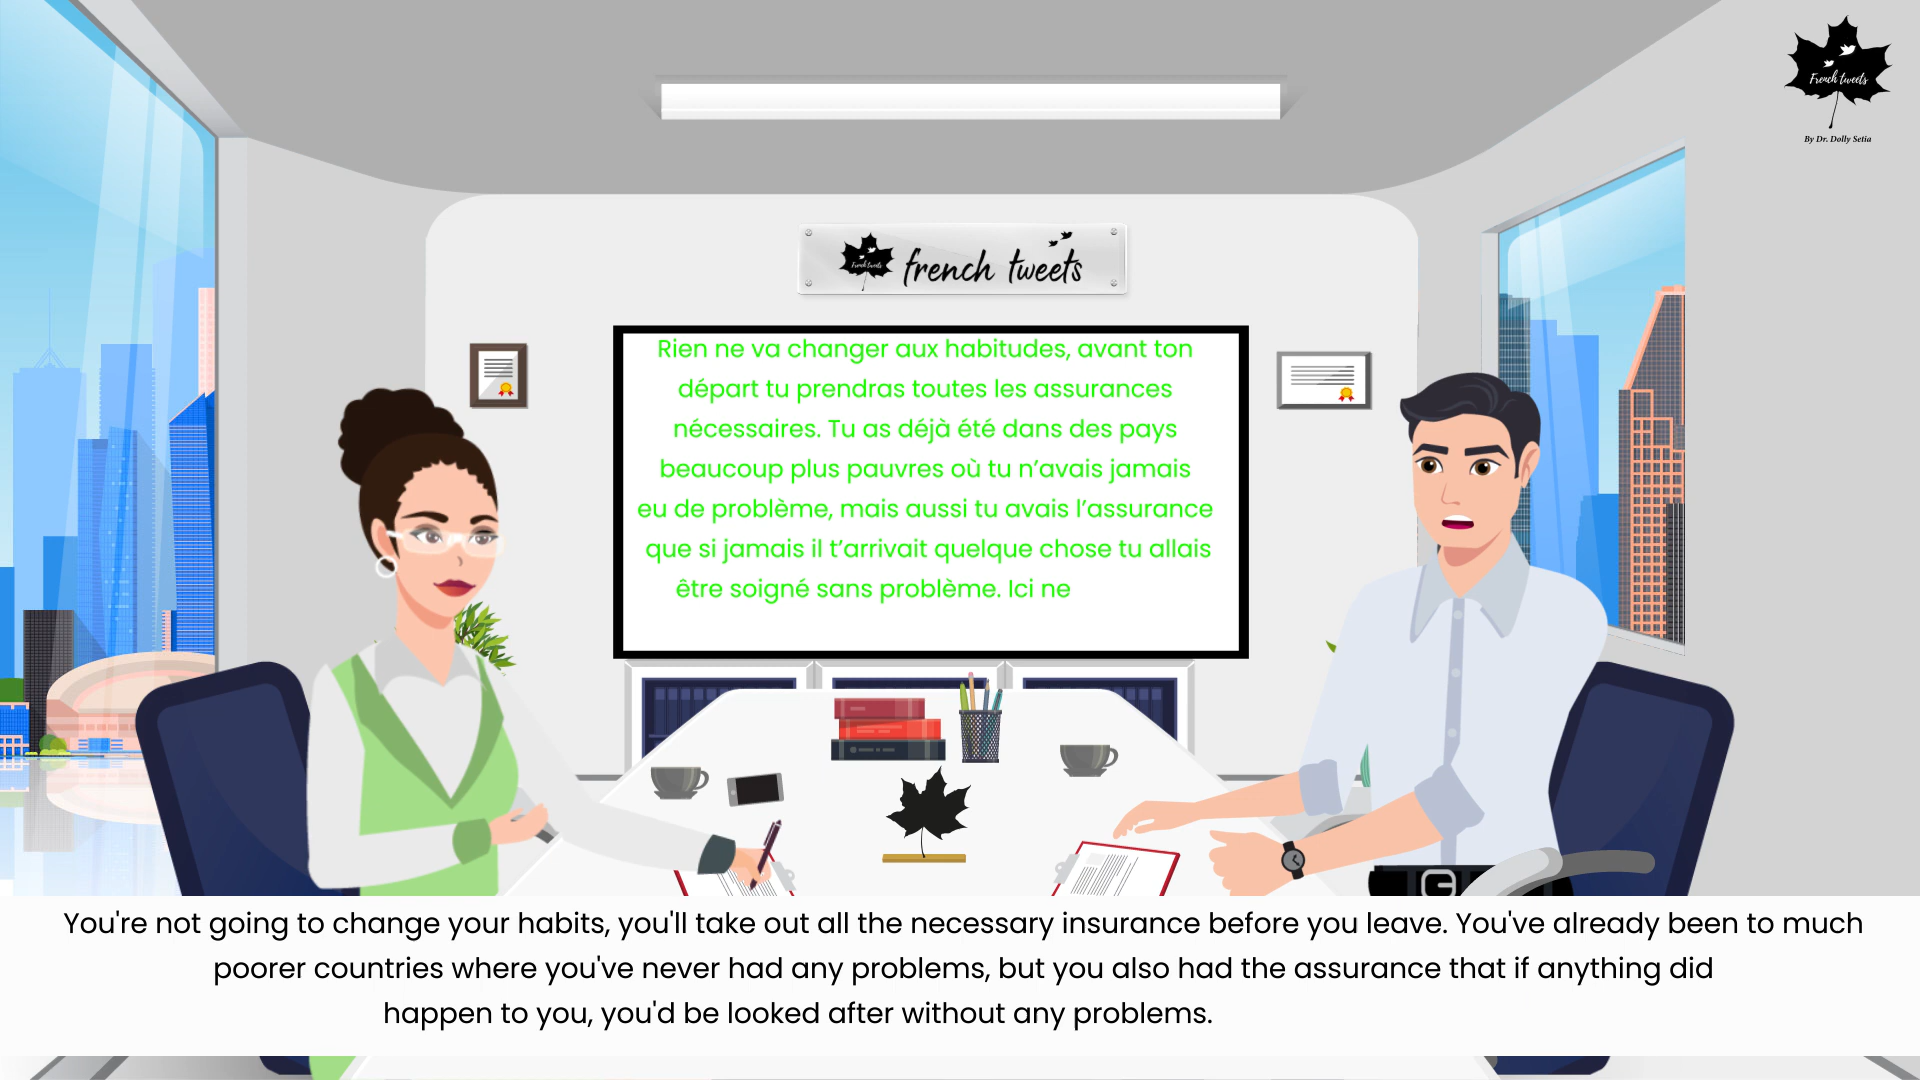 French tweets
By Dr. Dolly Setia
French tweets
french tweets
Rien ne va changer aux habitudes, avant ton
départ tu prendras toutes les assurances
nécessaires. Tu as déjà été dans des pays
beaucoup plus pauvres où tu n’avais jamais
eu de problème, mais aussi tu avais l’assurance
que si jamais il t’arrivait quelque chose tu allais
être soigné sans problème. Ici ne
You're not going to change your habits, you'll take out all the necessary insurance before you leave. You've already been to much
poorer countries where you've never had any problems, but you also had the assurance that if anything did
happen to you, you'd be looked after without any problems.